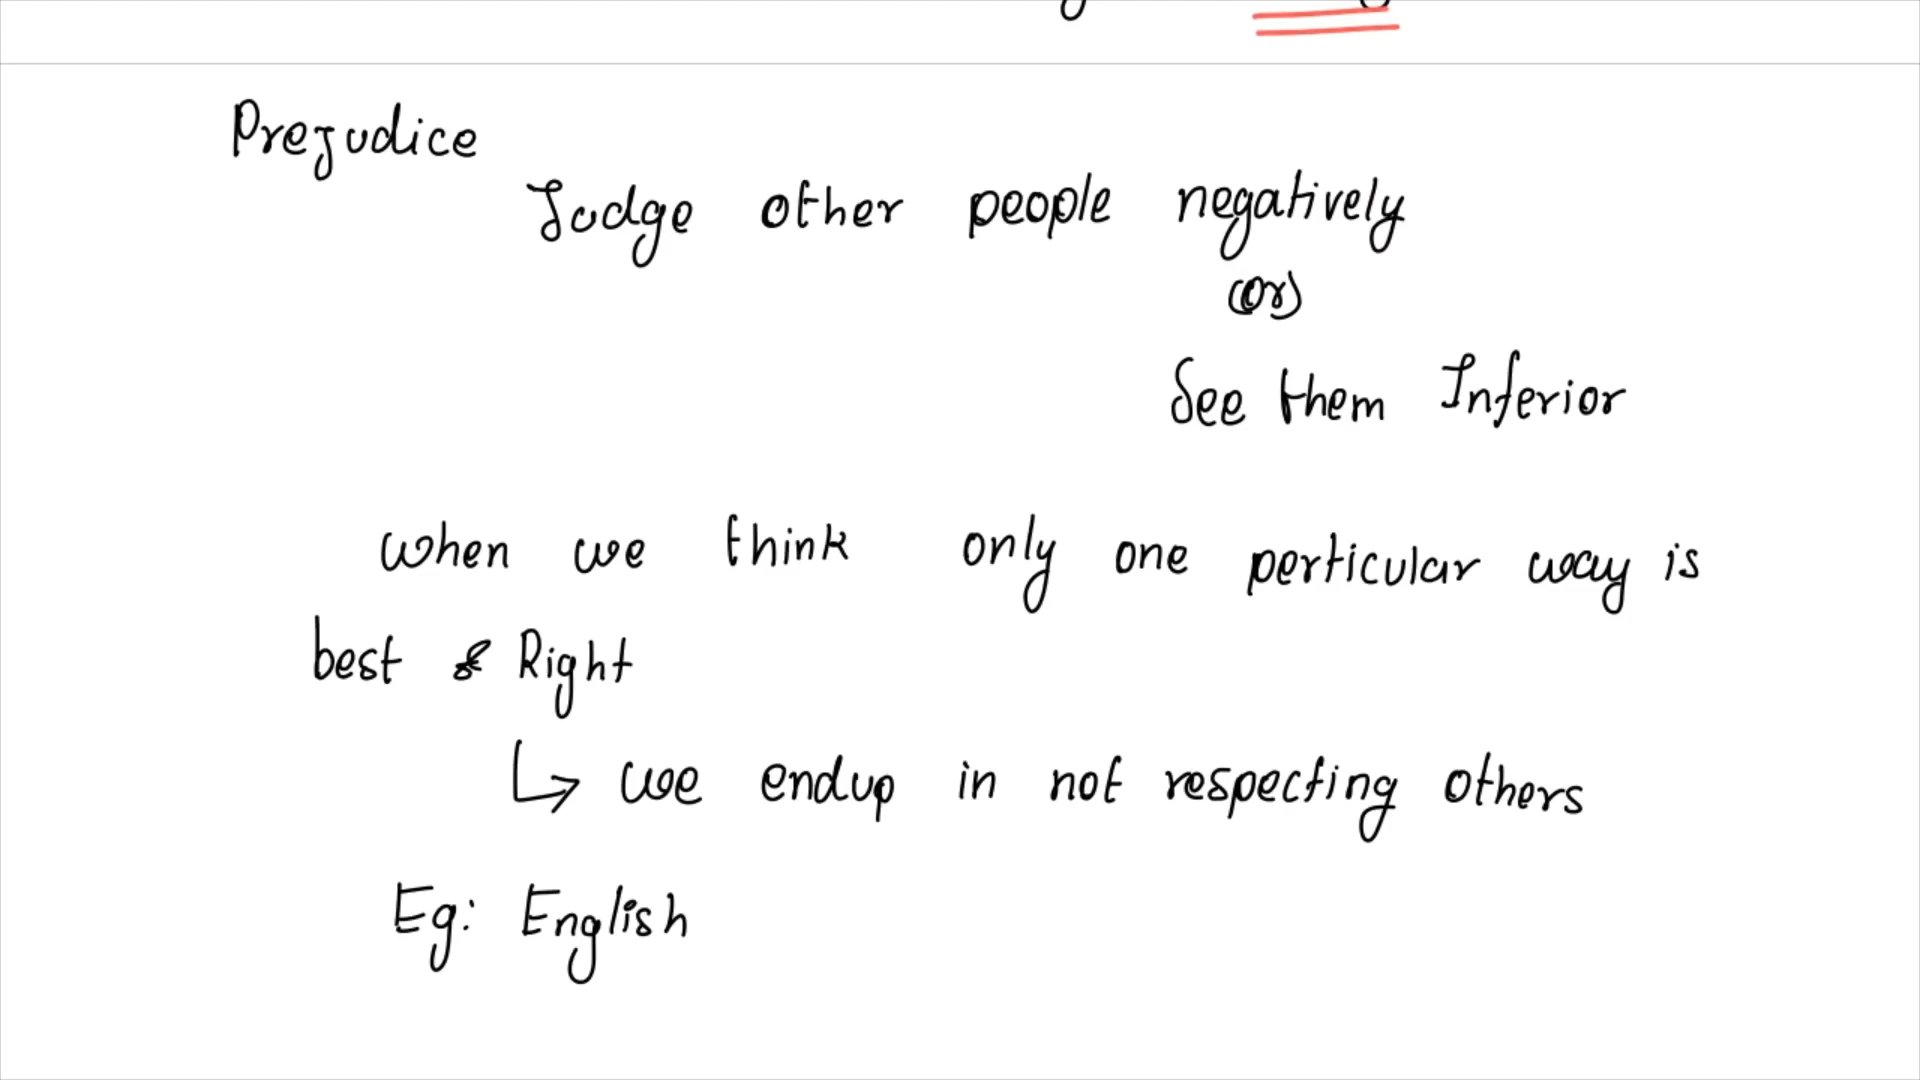 Prejudice
Judge other people negatively
(or)
See them Inferior
when we think only one perticular way is
best & Right
↳ we endup in not respecting others
Eg: English